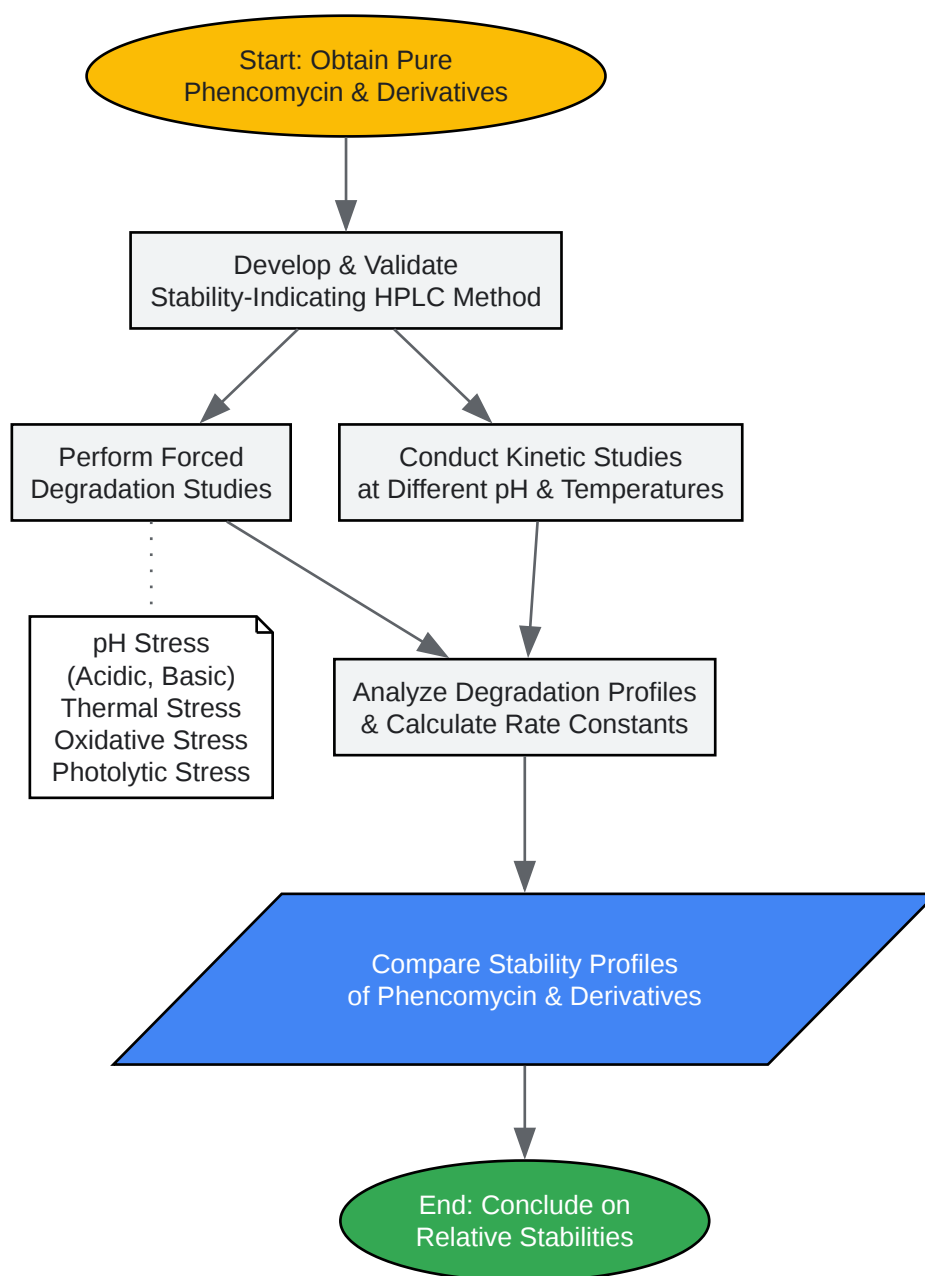 Start: Obtain Pure
Phencomycin & Derivatives
Develop & Validate
Stability-Indicating HPLC Method
Perform Forced
Degradation Studies
Conduct Kinetic Studies
at Different pH & Temperatures
pH Stress
(Acidic, Basic)
Thermal Stress
Oxidative Stress
Photolytic Stress
Analyze Degradation Profiles
& Calculate Rate Constants
Compare Stability Profiles
of Phencomycin & Derivatives
End: Conclude on
Relative Stabilities